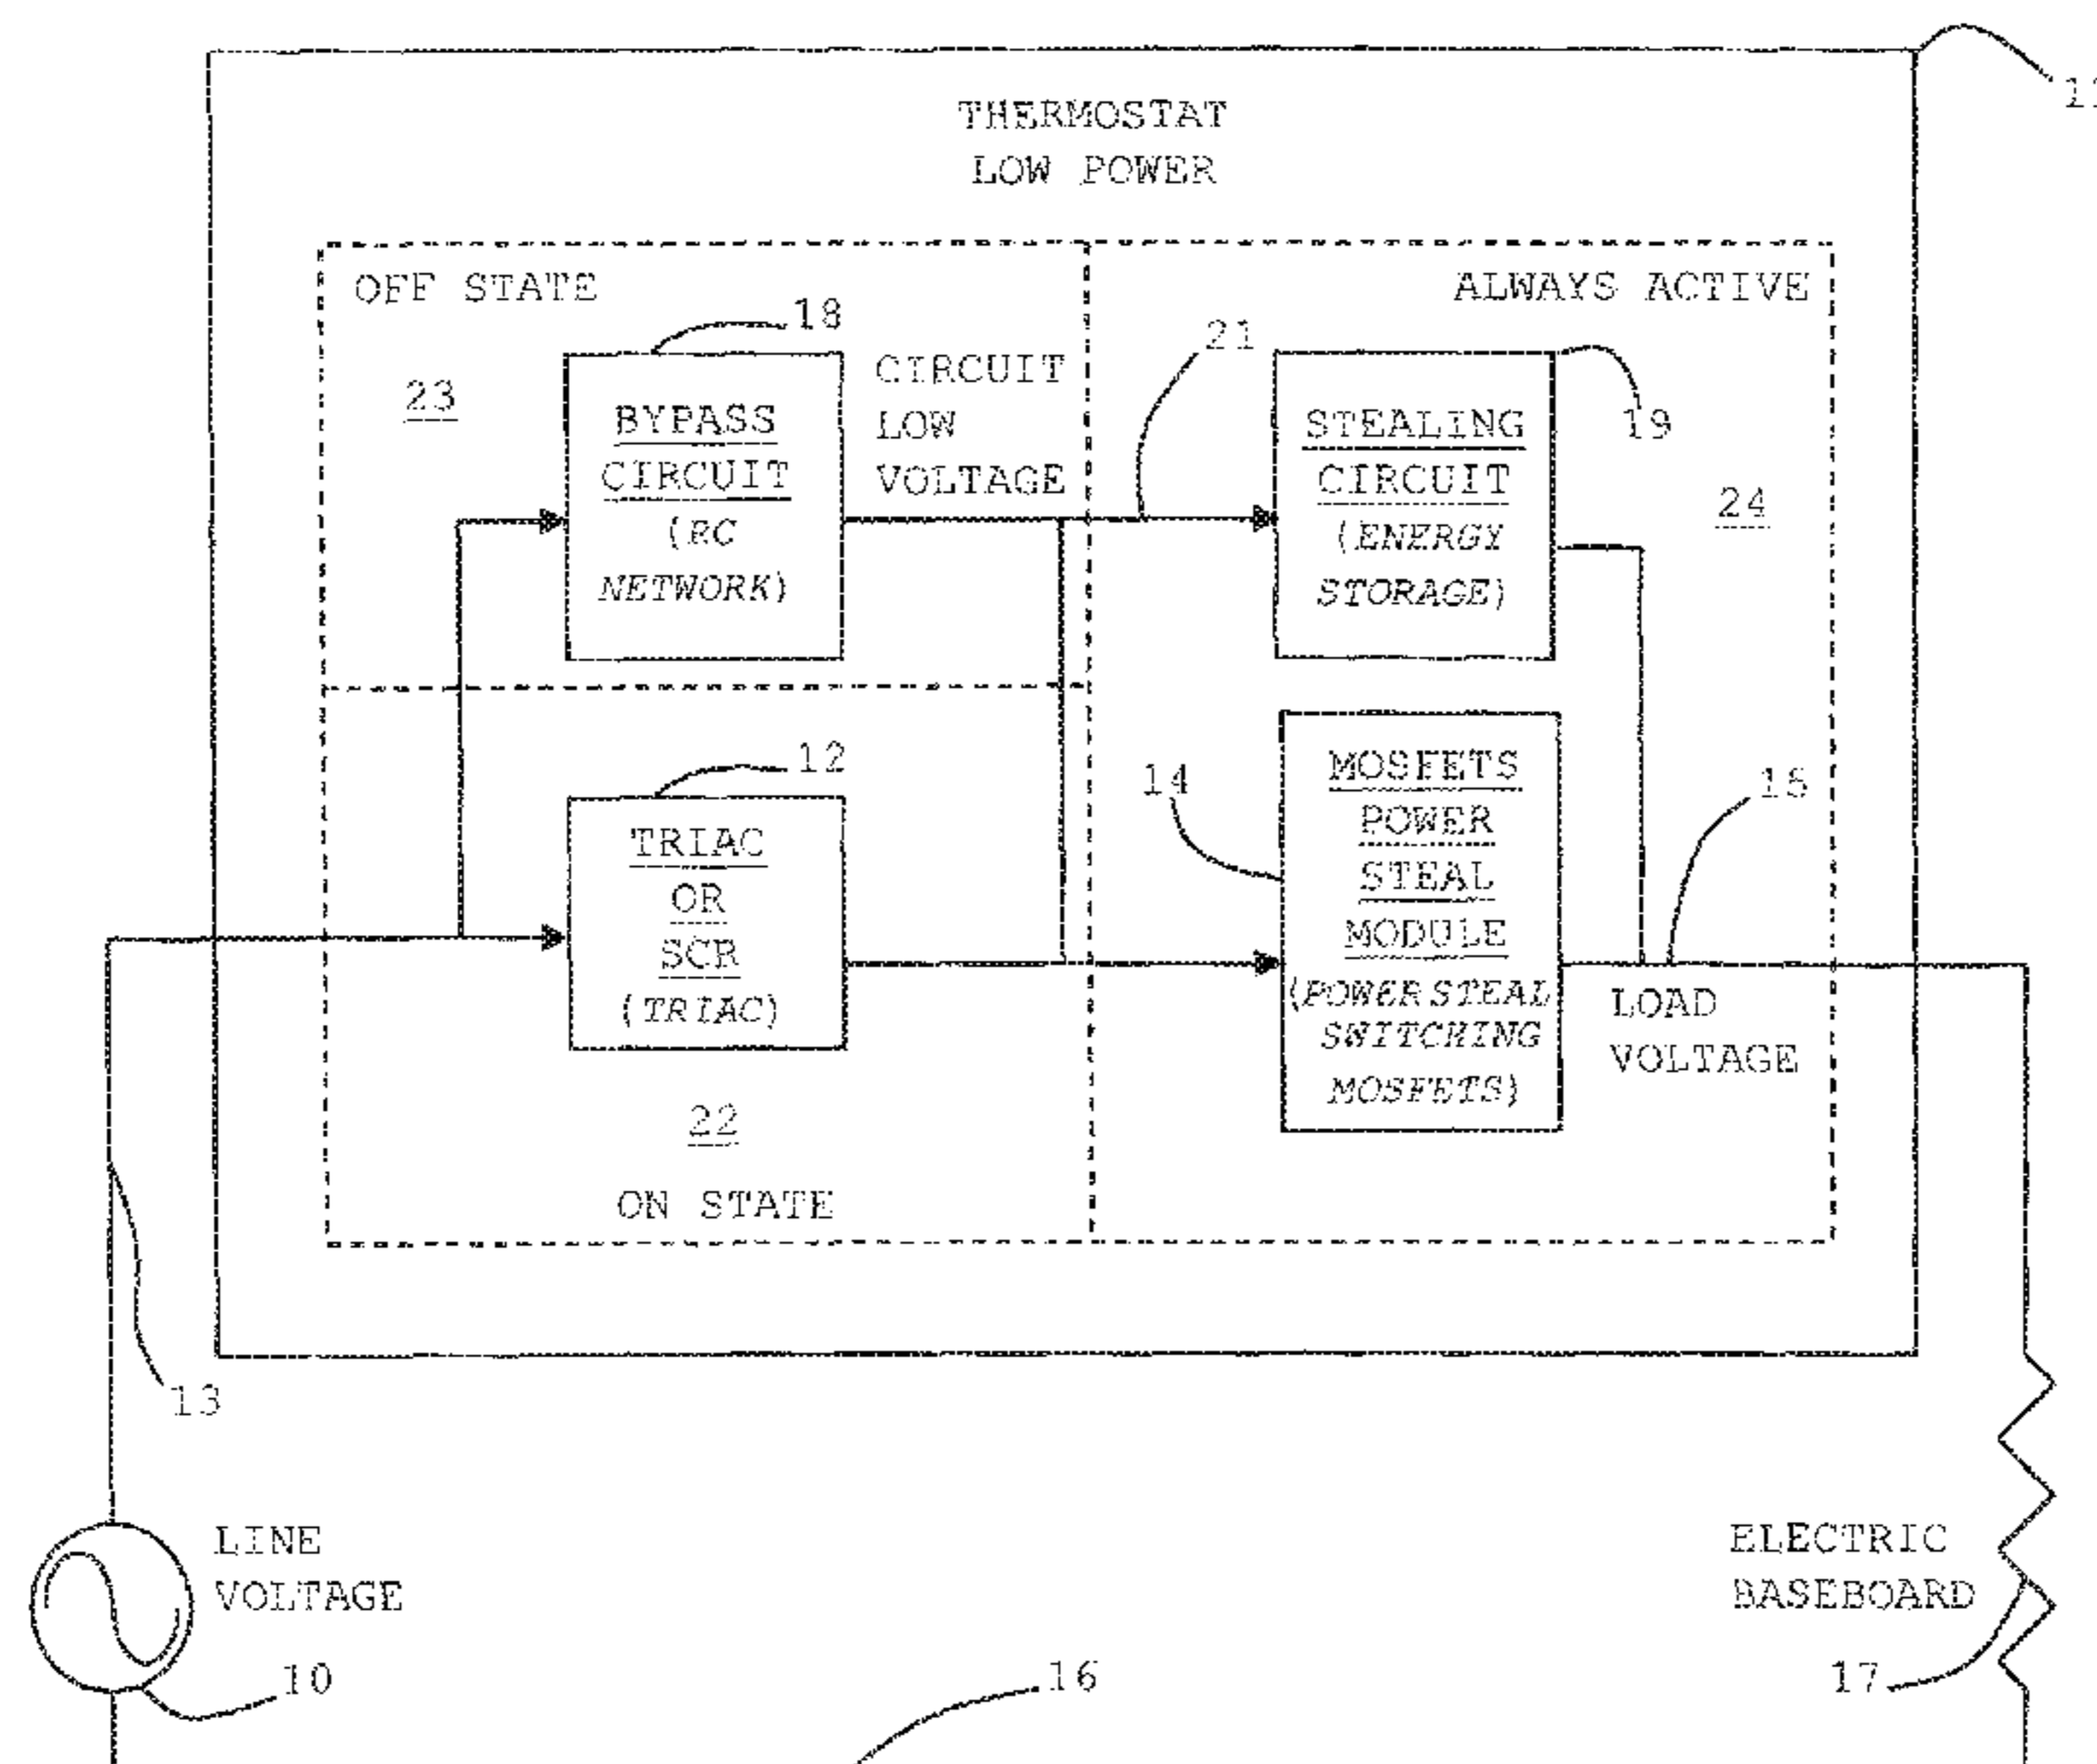 11
THERMOSTAT
LOW POWER
OFF STATE
ALWAYS ACTIVE
18
21
23
CIRCUIT
LOW
VOLTAGE
BYPASS
CIRCUIT
(RC
NETWORK)
STEALING
CIRCUIT
(ENERGY
STORAGE)
19
24
12
TRIAC
OR
SCR
(TRIAC)
14
MOSFETS
POWER
STEAL
MODULE
(POWER STEAL
SWITCHING
MOSFETS)
LOAD
VOLTAGE
22
ON STATE
13
LINE
VOLTAGE
10
ELECTRIC
BASEBOARD
17
16